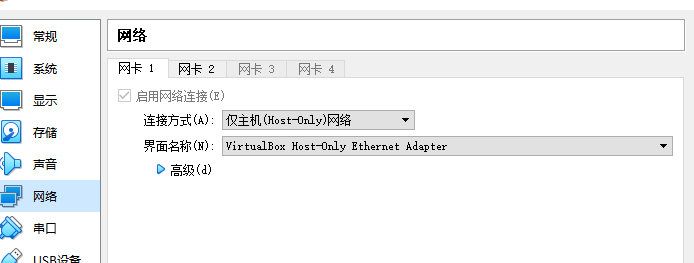 常规
系统
显示
存储
声音
网络
串口
USB设备
网络
网卡 1 网卡 2 网卡 3 网卡 4
启用网络连接(E)
连接方式(A): 仅主机(Host-Only)网络
界面名称(N): VirtualBox Host-Only Ethernet Adapter
高级(d)